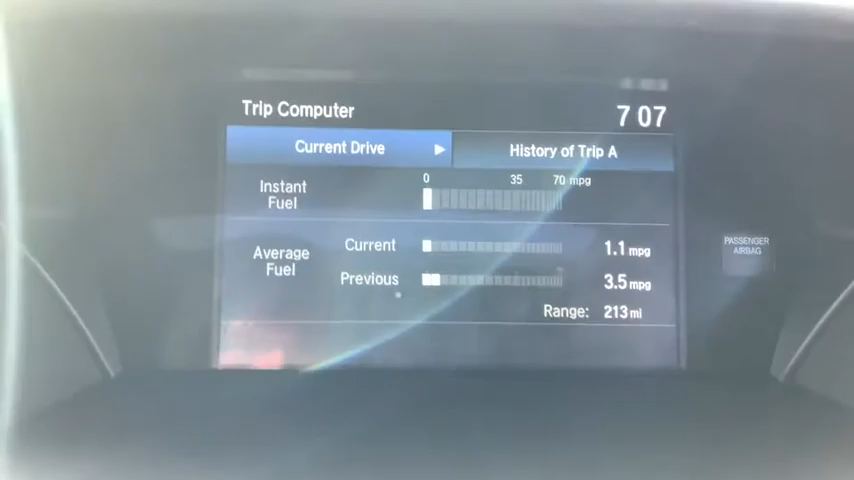 Trip Computer
7 07
Current Drive
History of Trip A
0 35 70 mpg
Instant
Fuel
Average
Fuel
Current 1.1 mpg
Previous 3.5 mpg
Range: 213 mi
PASSENGER
AIRBAG